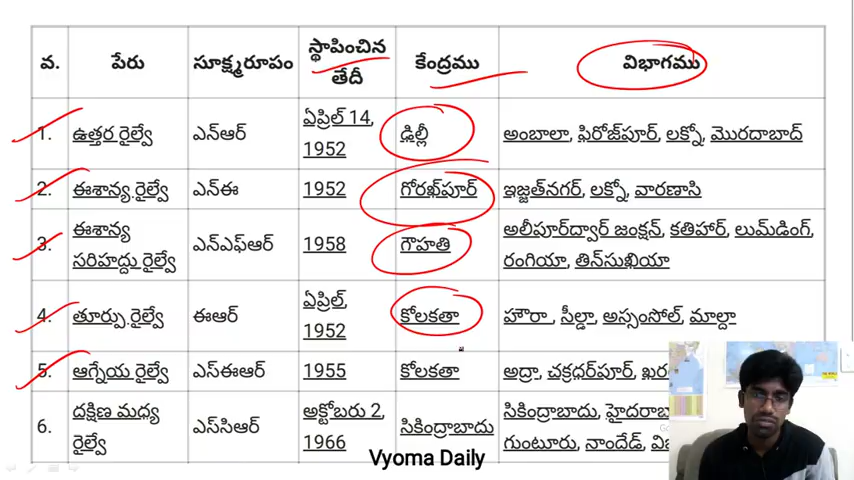 వ. పేరు సూక్ష్మరూపం స్థాపించిన తేదీ కేంద్రము విభాగము
1. ఉత్తర రైల్వే ఎన్ఆర్ ఏప్రిల్ 14, 1952 ఢిల్లీ అంబాలా, ఫిరోజ్‌పూర్, లక్నో, మొరదాబాద్
2. ఈశాన్య రైల్వే ఎన్ఈ 1952 గోరఖ్‌పూర్ ఇజ్జత్‌నగర్, లక్నో, వారణాసి
3. ఈశాన్య సరిహద్దు రైల్వే ఎన్ఎఫ్ఆర్ 1958 గౌహతి అలీపూర్‌ద్వార్ జంక్షన్, కతిహార్, లుమ్‌డింగ్, రంగియా, తిన్‌సుఖియా
4. తూర్పు రైల్వే ఈఆర్ ఏప్రిల్, 1952 కోలకతా హౌరా , సీల్డా, అస్సంసోల్, మాల్దా
5. ఆగ్నేయ రైల్వే ఎస్ఈఆర్ 1955 కోలకతా అద్రా, చక్రధర్‌పూర్,
6. దక్షిణ మధ్య రైల్వే ఎస్‌సిఆర్ అక్టోబరు 2, 1966 సికింద్రాబాదు సికింద్రాబాదు, గుంటూరు, నాందేడ్,
Vyoma Daily